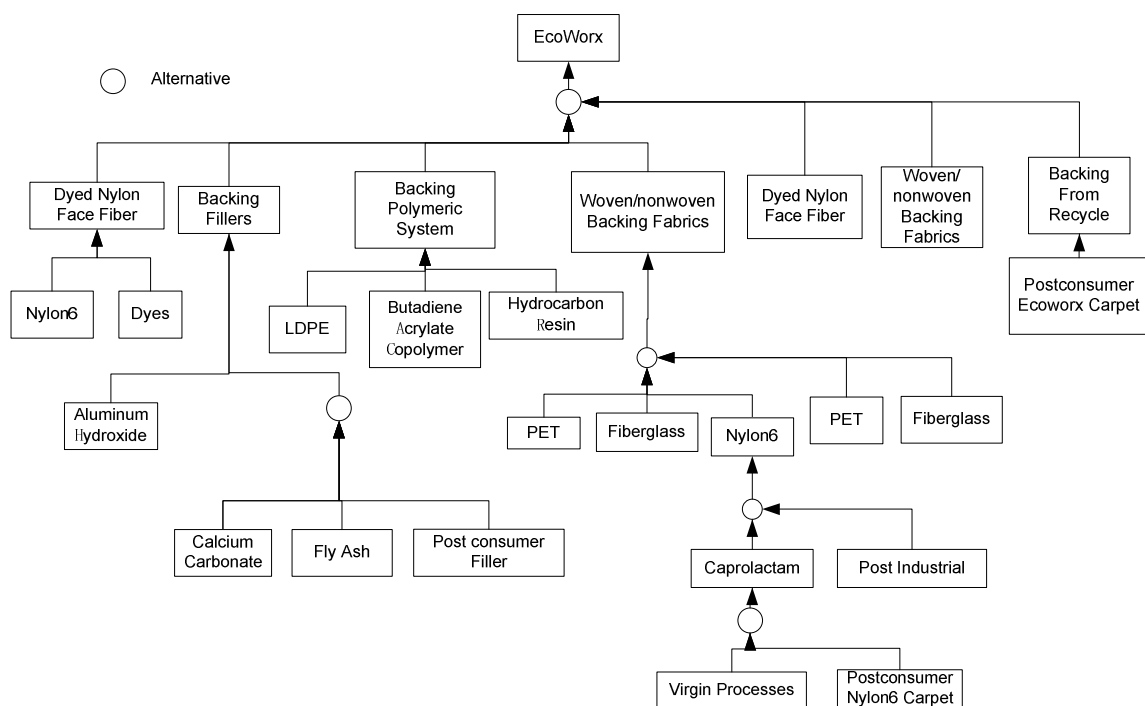 EcoWorx
Alternative
Dyed Nylon
Face Fiber
Backing
Fillers
Backing
Polymeric
System
Woven/nonwoven
Backing Fabrics
Dyed Nylon
Face Fiber
Woven/
nonwoven
Backing
Fabrics
Backing
From
Recycle
Nylon6
Dyes
LDPE
Butadiene
Acrylate
Copolymer
Hydrocarbon
Resin
Postconsumer
Ecoworx Carpet
Aluminum
Hydroxide
PET
Fiberglass
Nylon6
PET
Fiberglass
Calcium
Carbonate
Fly Ash
Post consumer
Filler
Caprolactam
Post Industrial
Virgin Processes
Postconsumer
Nylon6 Carpet